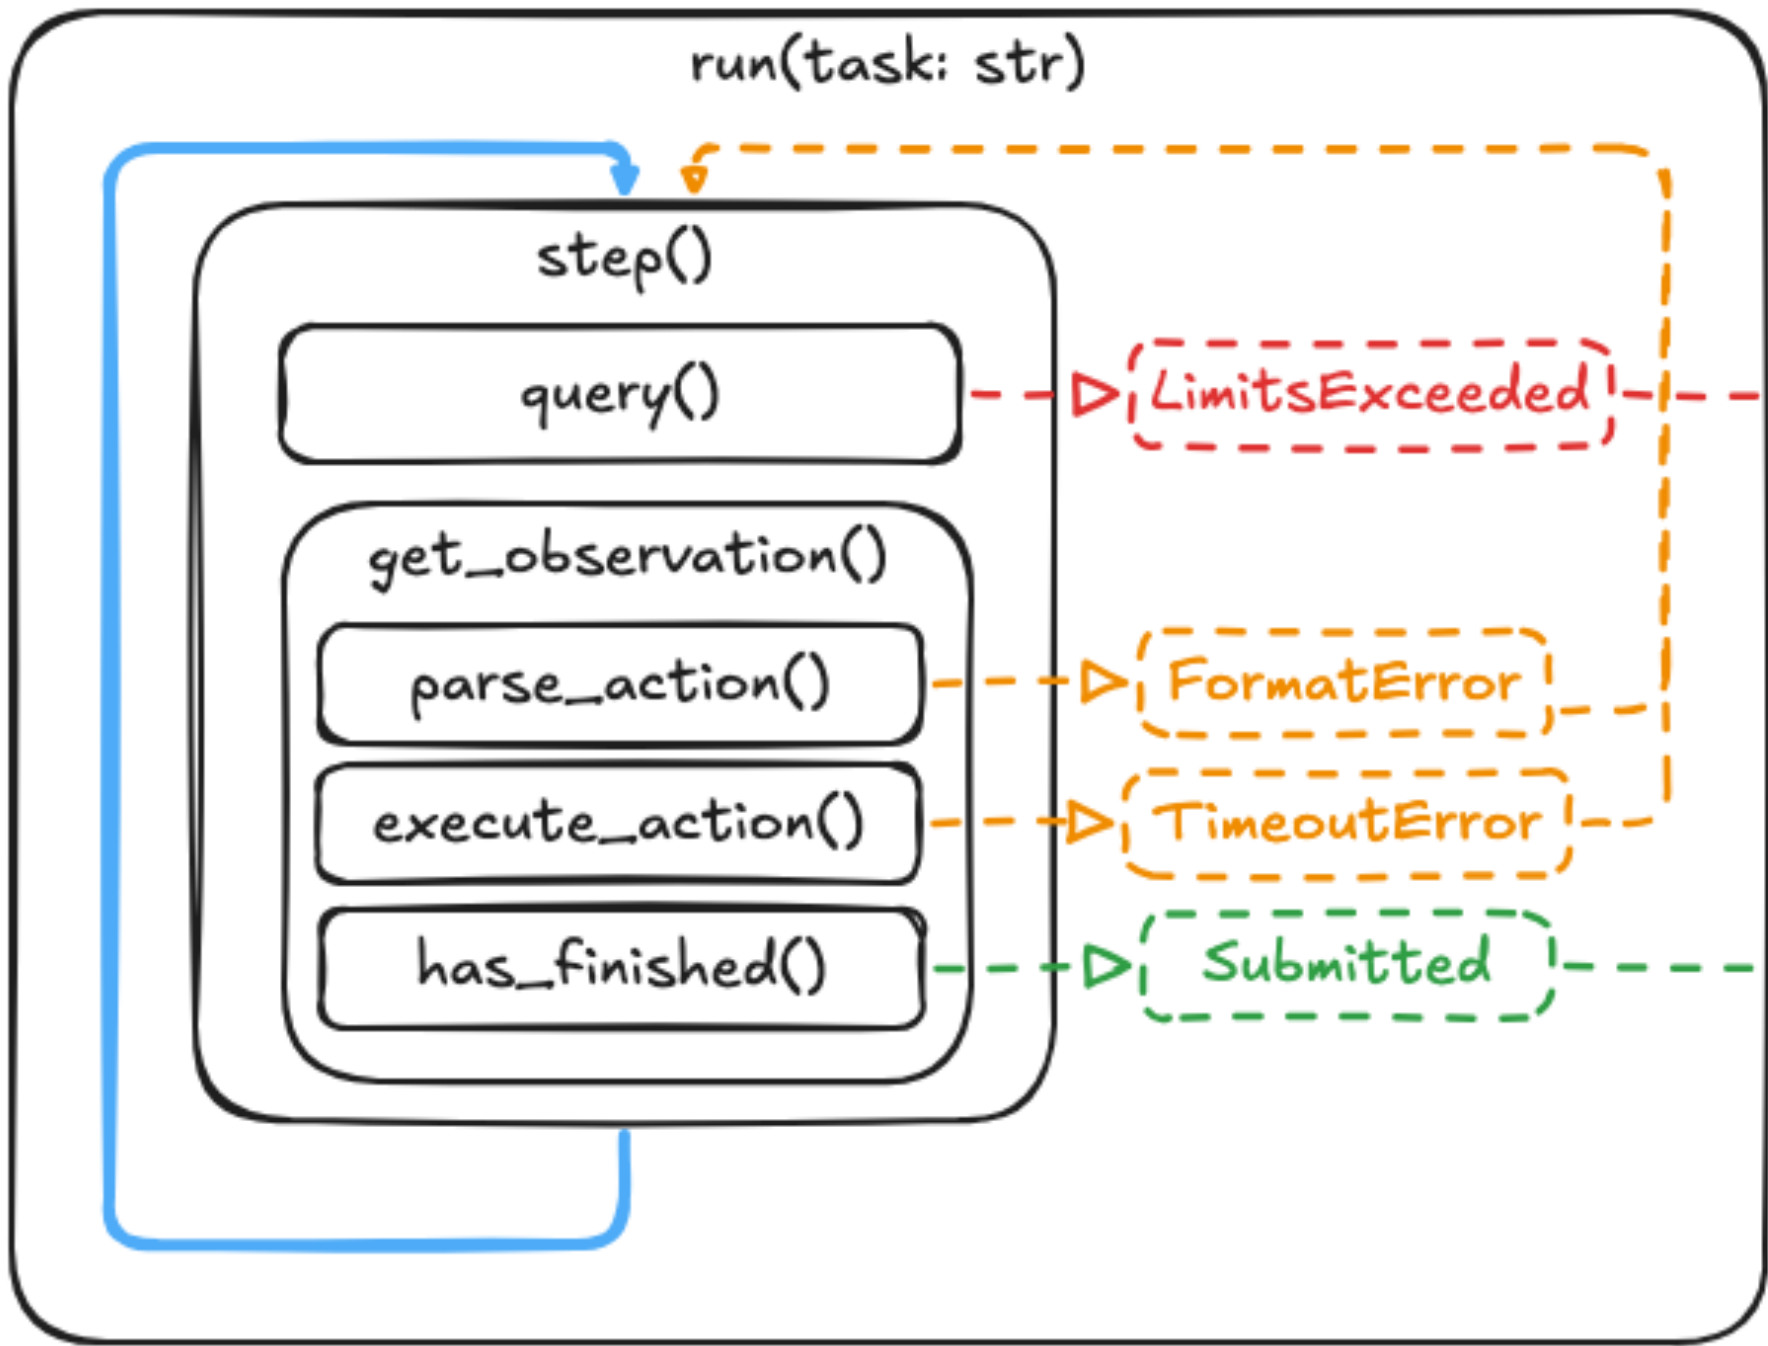 run(task: str)
step()
query()
LimitsExceeded
get_observation()
parse_action()
FormatError
execute_action()
TimeoutError
has_finished()
Submitted